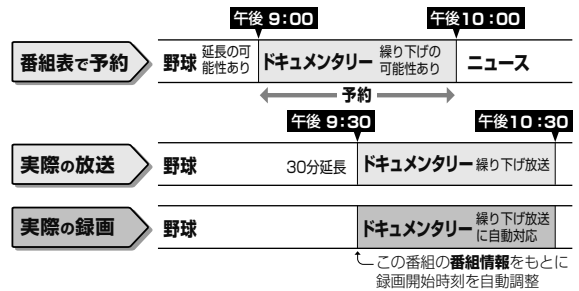 午後 9:00 午後10:00
番組表で予約 野球 延長の可能性あり ドキュメンタリー 繰り下げの可能性あり ニュース
予約
午後 9:30 午後10:30
実際の放送 野球 30分延長 ドキュメンタリー 繰り下げ放送
実際の録画 野球 ドキュメンタリー 繰り下げ放送に自動対応
この番組の番組情報をもとに
録画開始時刻を自動調整